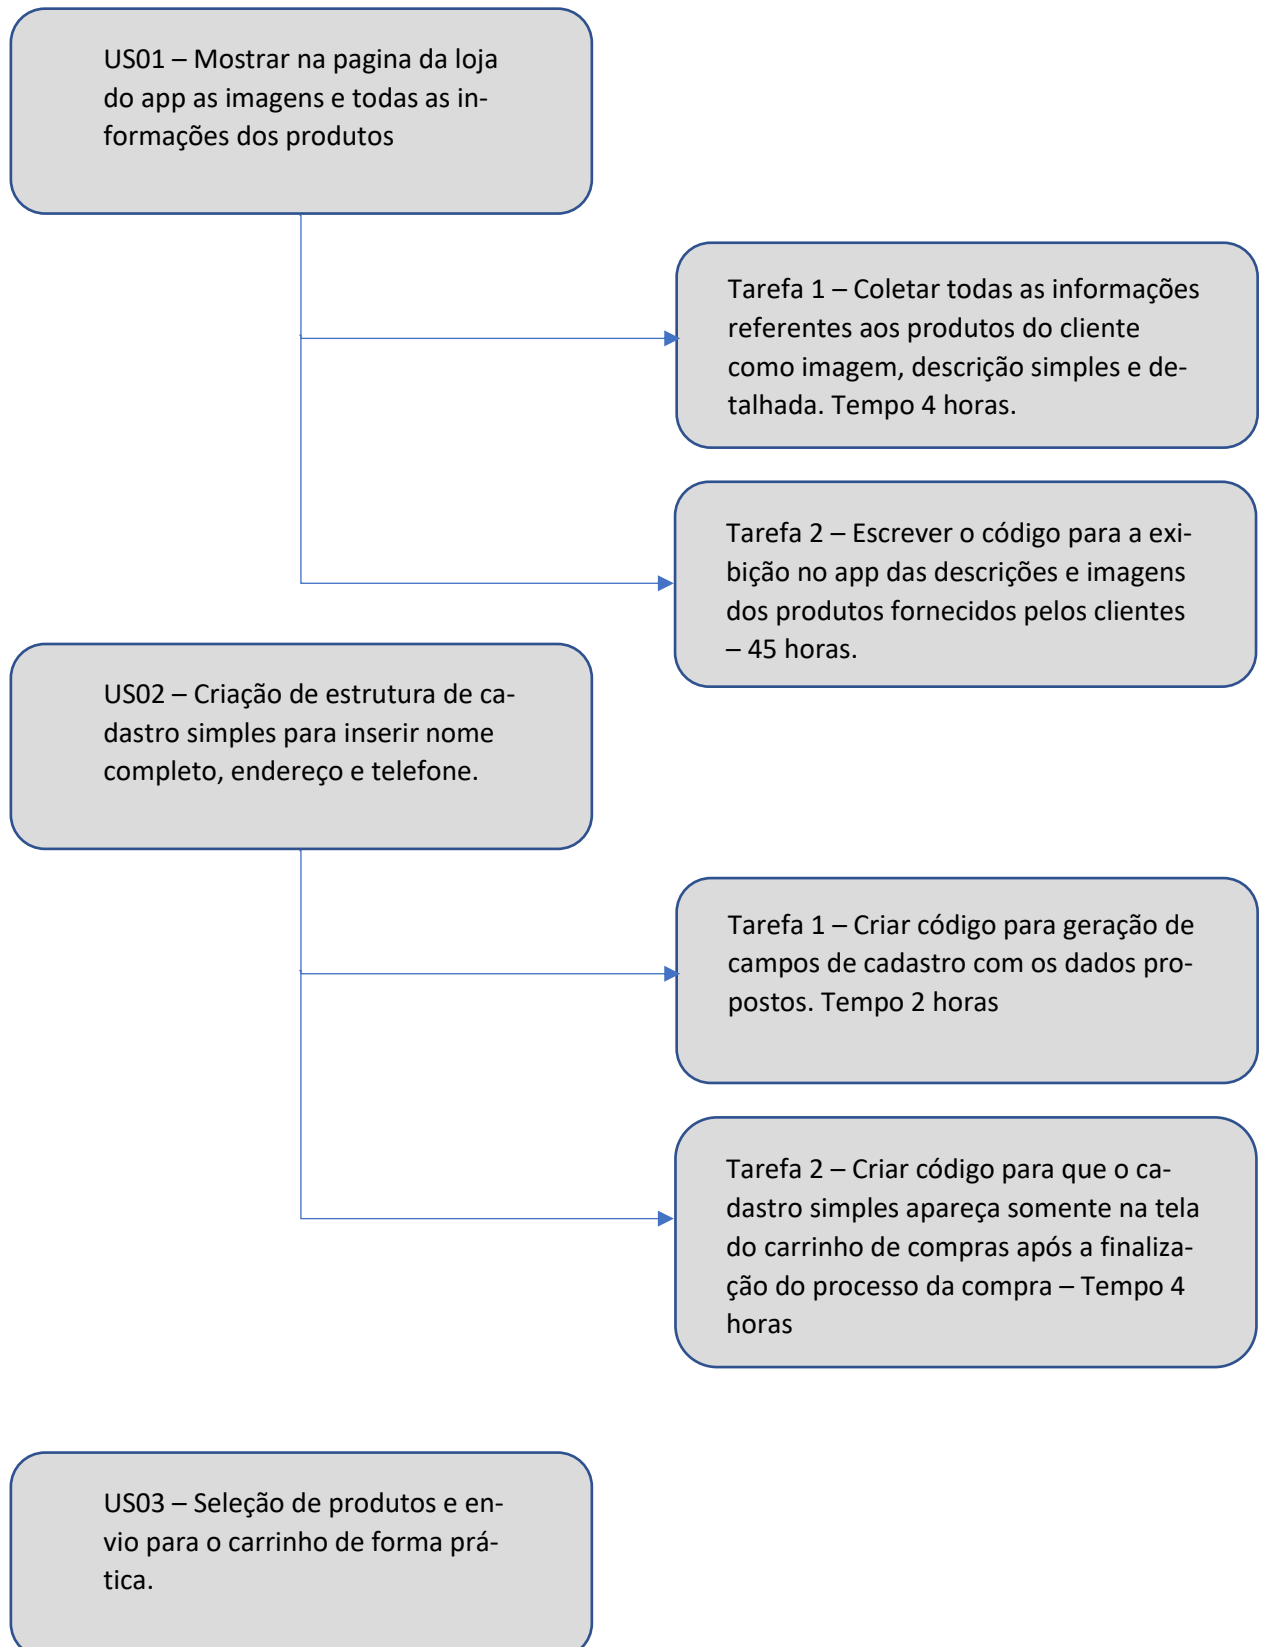 US01 – Mostrar na pagina da loja
do app as imagens e todas as in-
formações dos produtos
Tarefa 1 – Coletar todas as informações
referentes aos produtos do cliente
como imagem, descrição simples e de-
talhada. Tempo 4 horas.
Tarefa 2 – Escrever o código para a exi-
bição no app das descrições e imagens
dos produtos fornecidos pelos clientes
– 45 horas.
US02 – Criação de estrutura de ca-
dastro simples para inserir nome
completo, endereço e telefone.
Tarefa 1 – Criar código para geração de
campos de cadastro com os dados pro-
postos. Tempo 2 horas
Tarefa 2 – Criar código para que o ca-
dastro simples apareça somente na tela
do carrinho de compras após a finaliza-
ção do processo da compra – Tempo 4
horas
US03 – Seleção de produtos e en-
vio para o carrinho de forma prá-
tica.